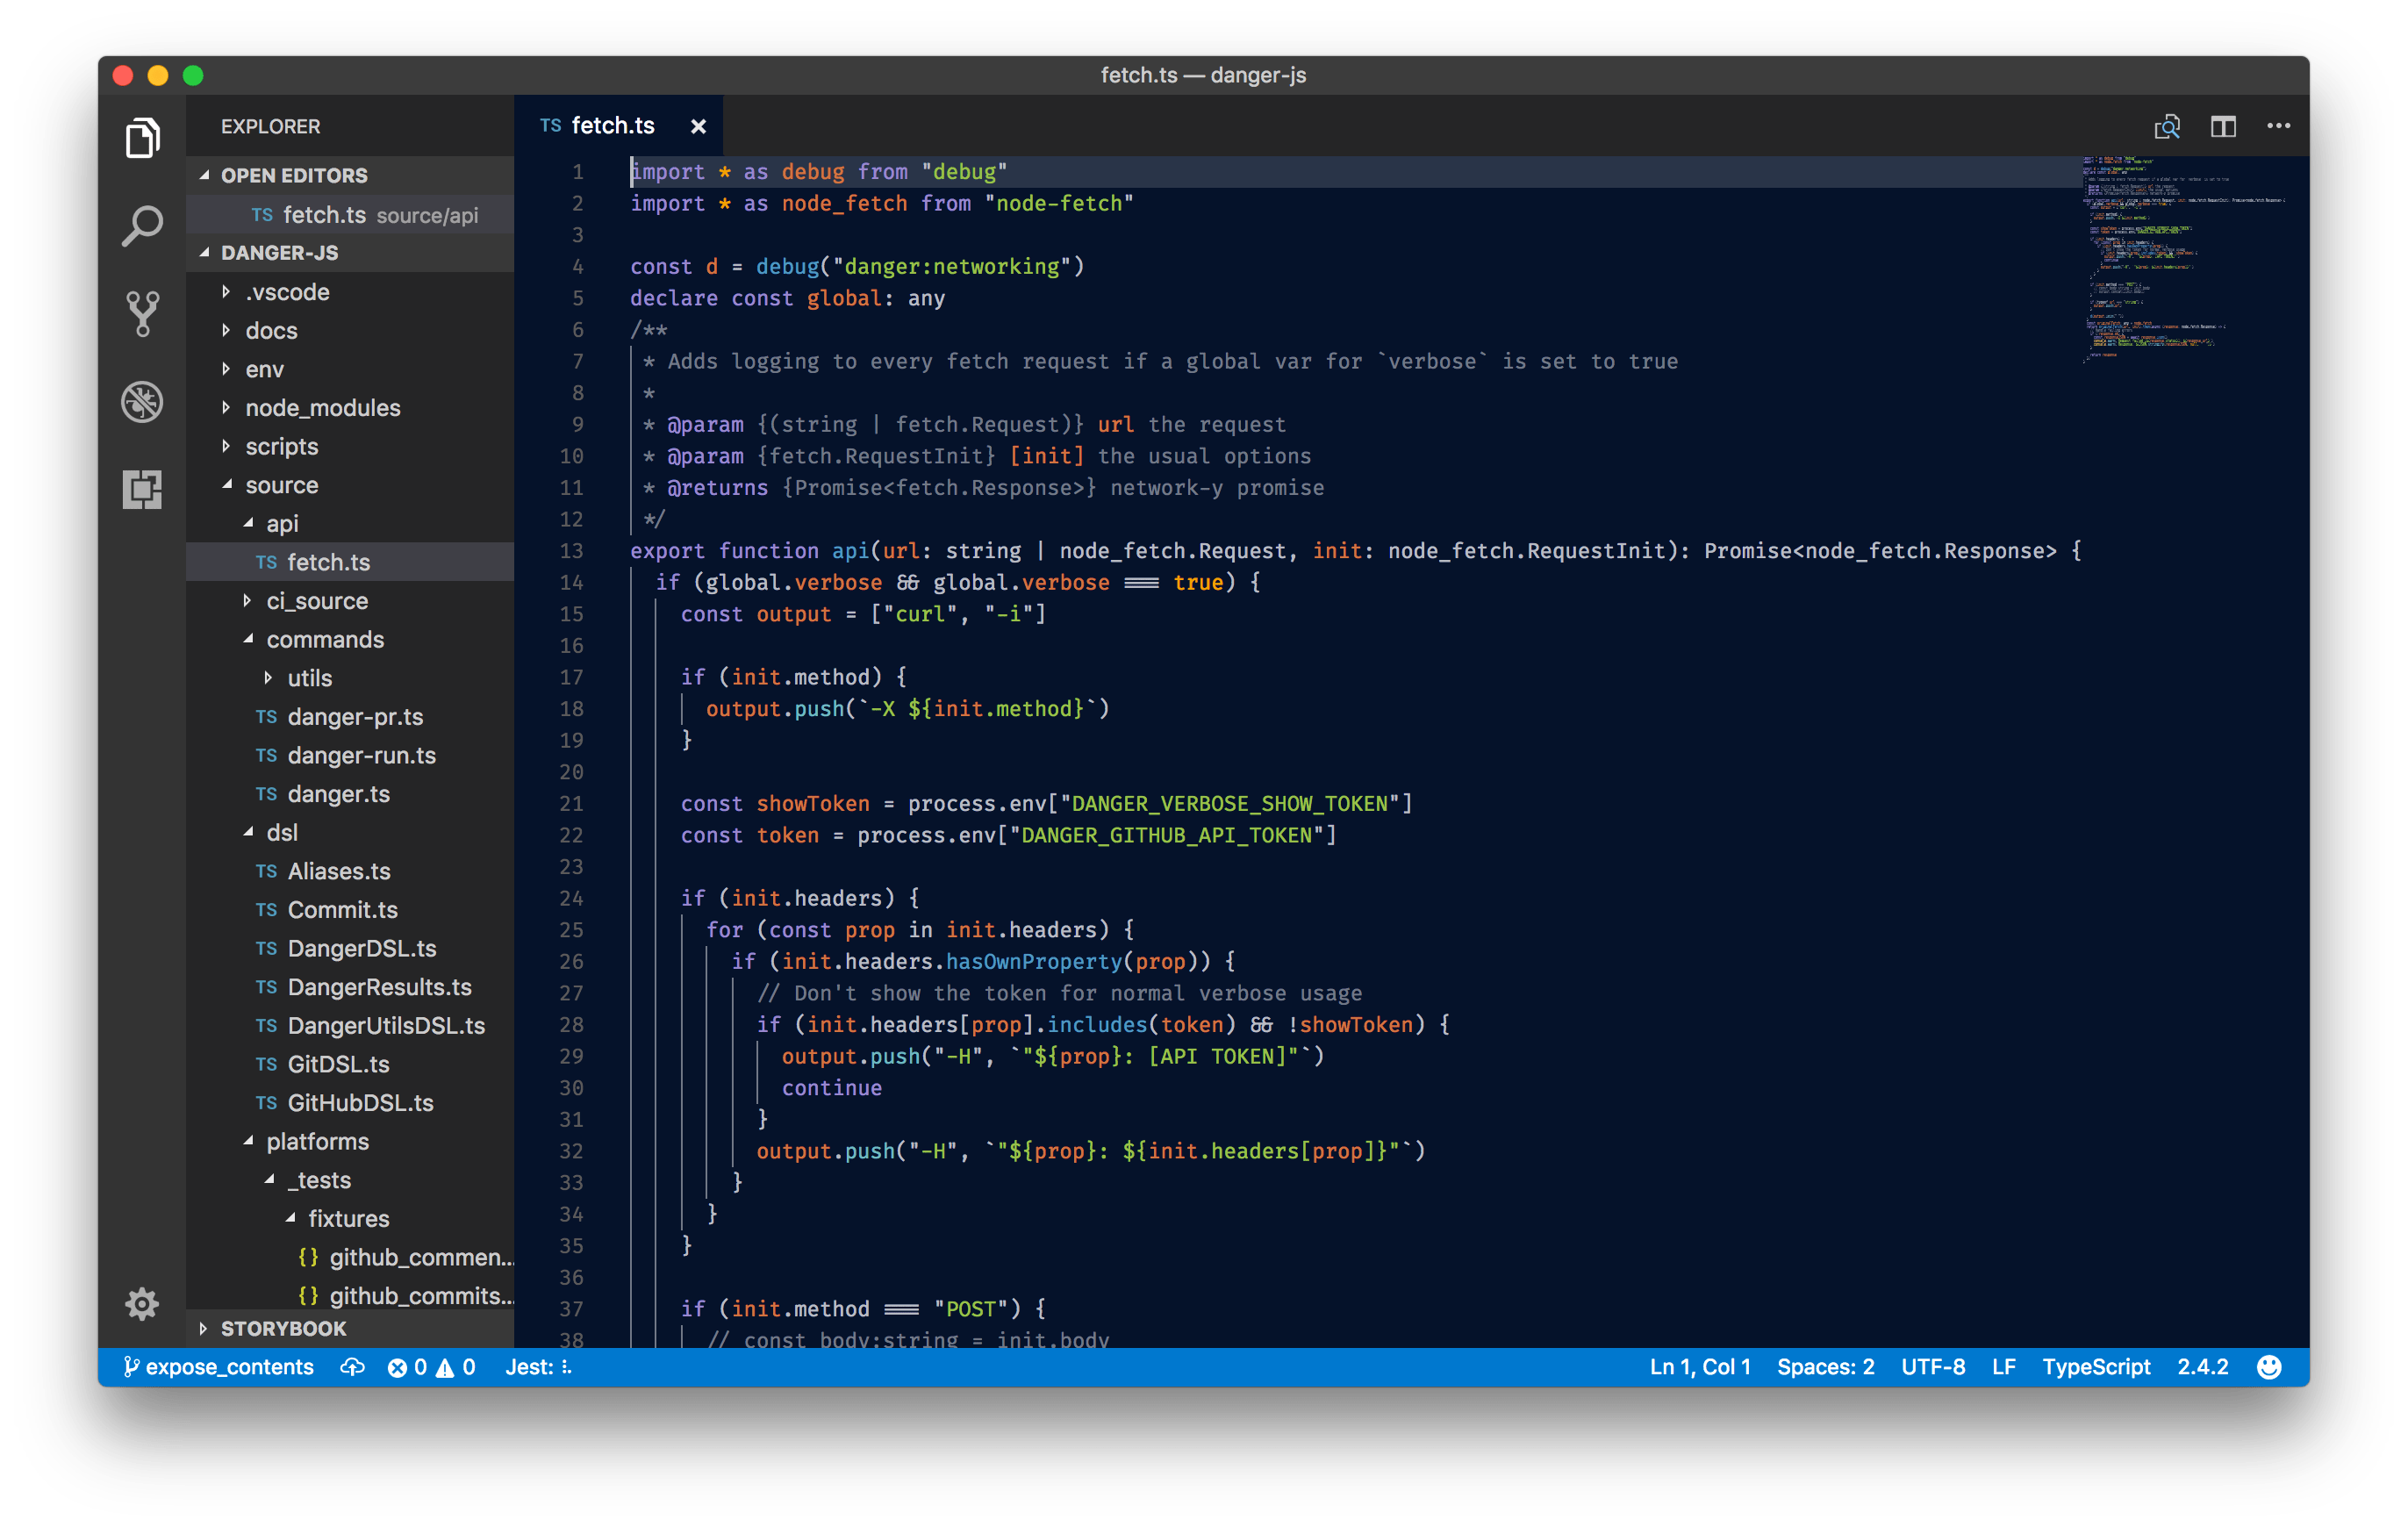 fetch.ts — danger-js
EXPLORER
OPEN EDITORS
TS fetch.ts source/api
DANGER-JS
.vscode
docs
env
node_modules
scripts
source
api
TS fetch.ts
ci_source
commands
utils
TS danger-pr.ts
TS danger-run.ts
TS danger.ts
dsl
TS Aliases.ts
TS Commit.ts
TS DangerDSL.ts
TS DangerResults.ts
TS DangerUtilsDSL.ts
TS GitDSL.ts
TS GitHubDSL.ts
platforms
_tests
fixtures
{} github_commen...
{} github_commits...
STORYBOOK
TS fetch.ts ×
1 import * as debug from "debug"
2 import * as node_fetch from "node-fetch"
3
4 const d = debug("danger:networking")
5 declare const global: any
6 /**
7 * Adds logging to every fetch request if a global var for `verbose` is set to true
8 *
9 * @param {(string | fetch.Request)} url the request
10 * @param {fetch.RequestInit} [init] the usual options
11 * @returns {Promise<fetch.Response>} network-y promise
12 */
13 export function api(url: string | node_fetch.Request, init: node_fetch.RequestInit): Promise<node_fetch.Response> {
14 if (global.verbose && global.verbose === true) {
15 const output = ["curl", "-i"]
16
17 if (init.method) {
18 output.push(`-X ${init.method}`)
19 }
20
21 const showToken = process.env["DANGER_VERBOSE_SHOW_TOKEN"]
22 const token = process.env["DANGER_GITHUB_API_TOKEN"]
23
24 if (init.headers) {
25 for (const prop in init.headers) {
26 if (init.headers.hasOwnProperty(prop)) {
27 // Don't show the token for normal verbose usage
28 if (init.headers[prop].includes(token) && !showToken) {
29 output.push("-H", `"${prop}: [API TOKEN]"`)
30 continue
31 }
32 output.push("-H", `"${prop}: ${init.headers[prop]}"`)
33 }
34 }
35 }
36
37 if (init.method === "POST") {
38 // const body:string = init.body
expose_contents 0 0 Jest: Ln 1, Col 1 Spaces: 2 UTF-8 LF TypeScript 2.4.2